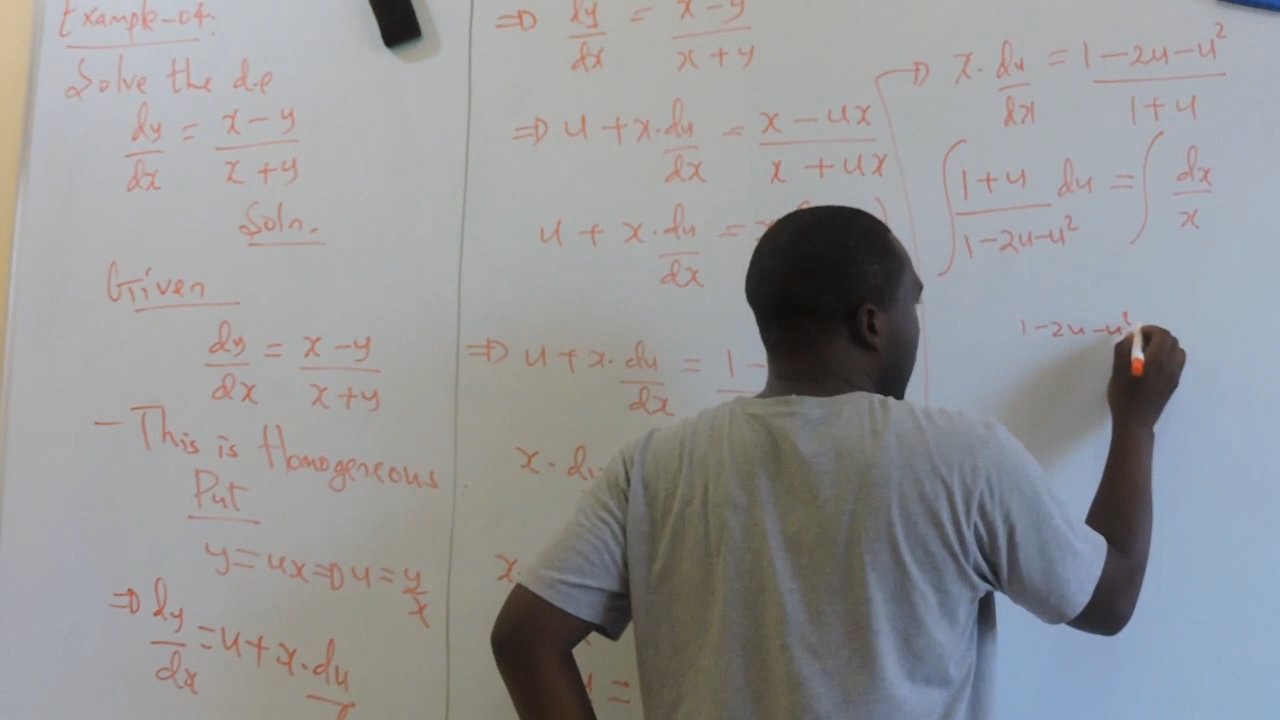 Example-04:
Solve the d.e
dy/dx = x-y/x+y
Soln.
Given
dy/dx = x-y/x+y
- This is Homogeneous
Put
y=ux⇒u=y/x
⇒ dy/dx = u+x.du
⇒ dy/dx = x-y/x+y
⇒ u+x.du/dx = x-ux/x+ux
u+x.du/dx =
⇒ u+x.du/dx = 1-
x.
x.
=
⇒ x.du/dx = 1-2u-u²/1+u
∫ 1+u/1-2u-u² du = ∫ dx/x
1-2u-u²